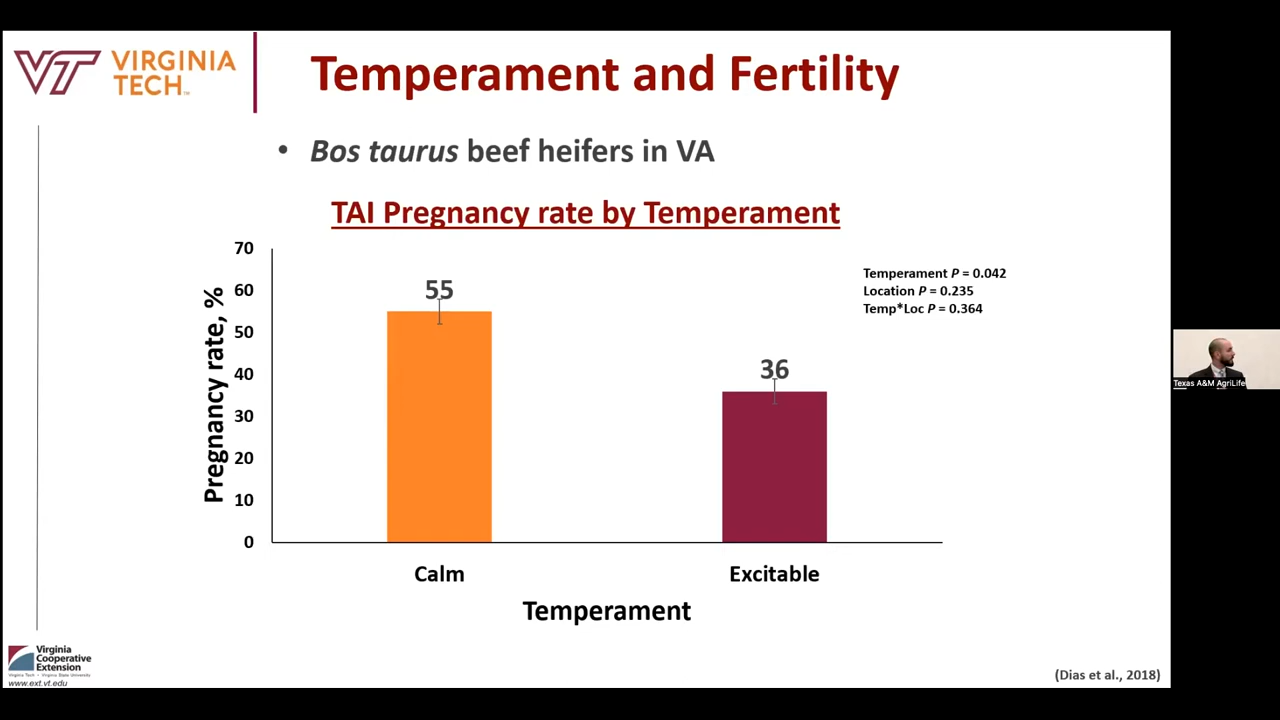 VT VIRGINIA TECH™
Temperament and Fertility
• Bos taurus beef heifers in VA
TAI Pregnancy rate by Temperament
70
60
50
40
30
20
10
0
Pregnancy rate, %
55
36
Temperament P = 0.042
Location P = 0.235
Temp*Loc P = 0.364
Calm
Excitable
Temperament
Texas A&M AgriLife
Virginia
Cooperative
Extension
Virginia Tech • Virginia State University
www.ext.vt.edu
(Dias et al., 2018)